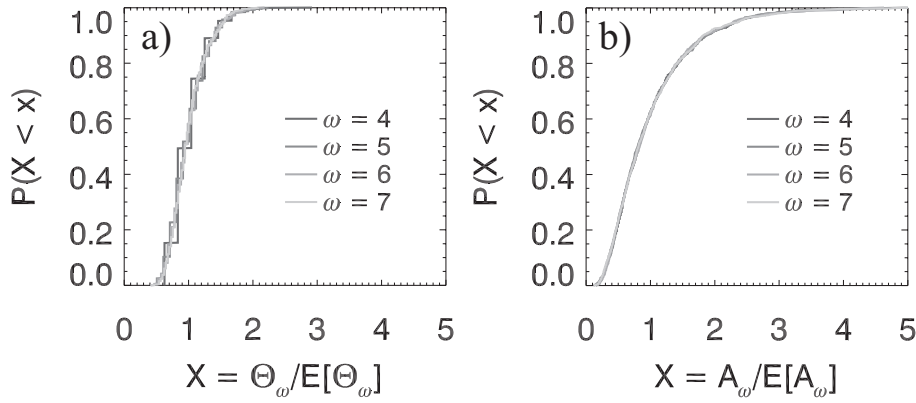 a)
P(X < x)
1.0
0.8
0.6
0.4
0.2
0.0
ω = 4
ω = 5
ω = 6
ω = 7
0 1 2 3 4 5
X = Θ_ω/E[Θ_ω]
b)
P(X < x)
1.0
0.8
0.6
0.4
0.2
0.0
ω = 4
ω = 5
ω = 6
ω = 7
0 1 2 3 4 5
X = A_ω/E[A_ω]